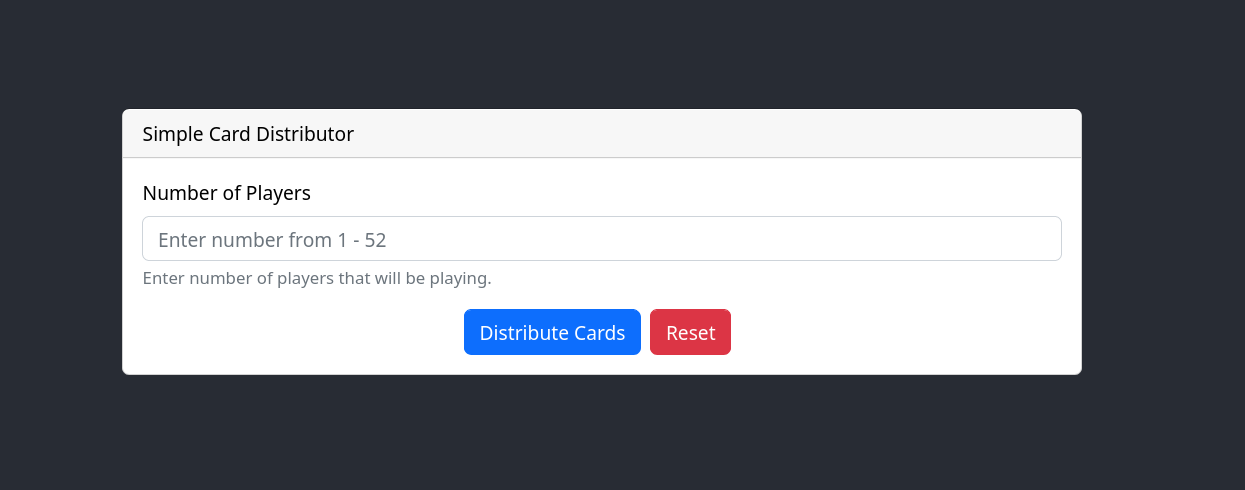 Simple Card Distributor
Number of Players
Enter number from 1 - 52
Enter number of players that will be playing.
Distribute Cards Reset